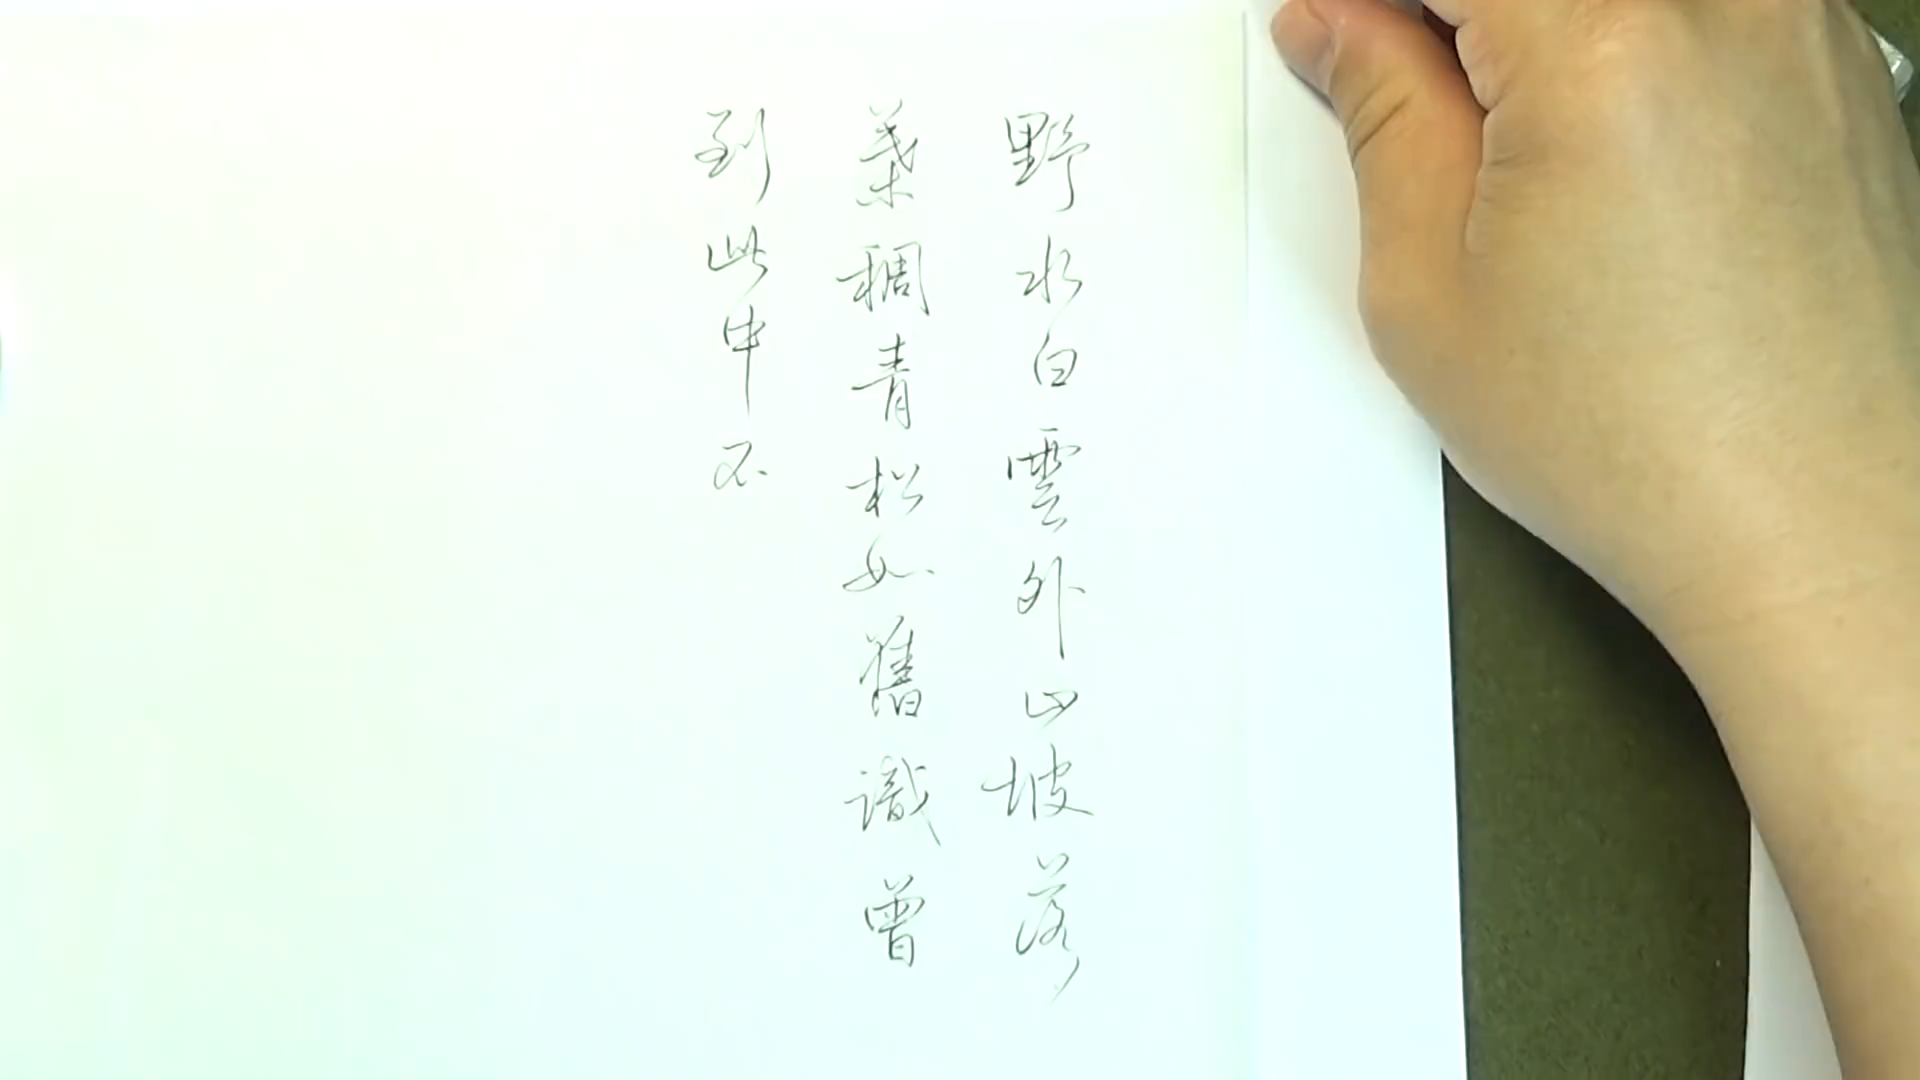 野水白雲外山坡落
葉稠青松如舊識曾
到此中不